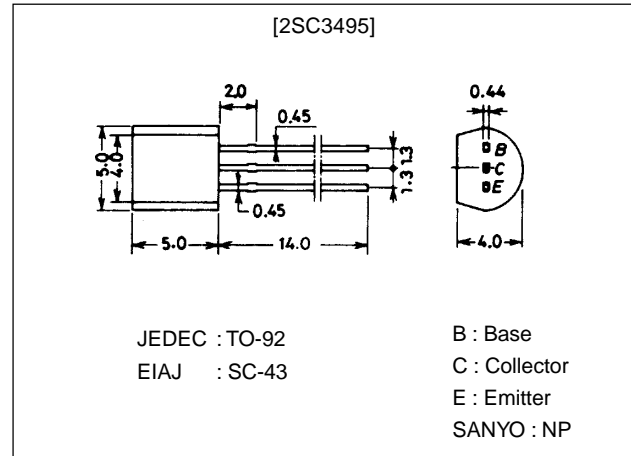 [2SC3495]
2.0
0.45
0.44
B
C
E
5.0
4.0
1.3
1.3
0.45
5.0
14.0
4.0
JEDEC : TO-92
EIAJ : SC-43
B : Base
C : Collector
E : Emitter
SANYO : NP